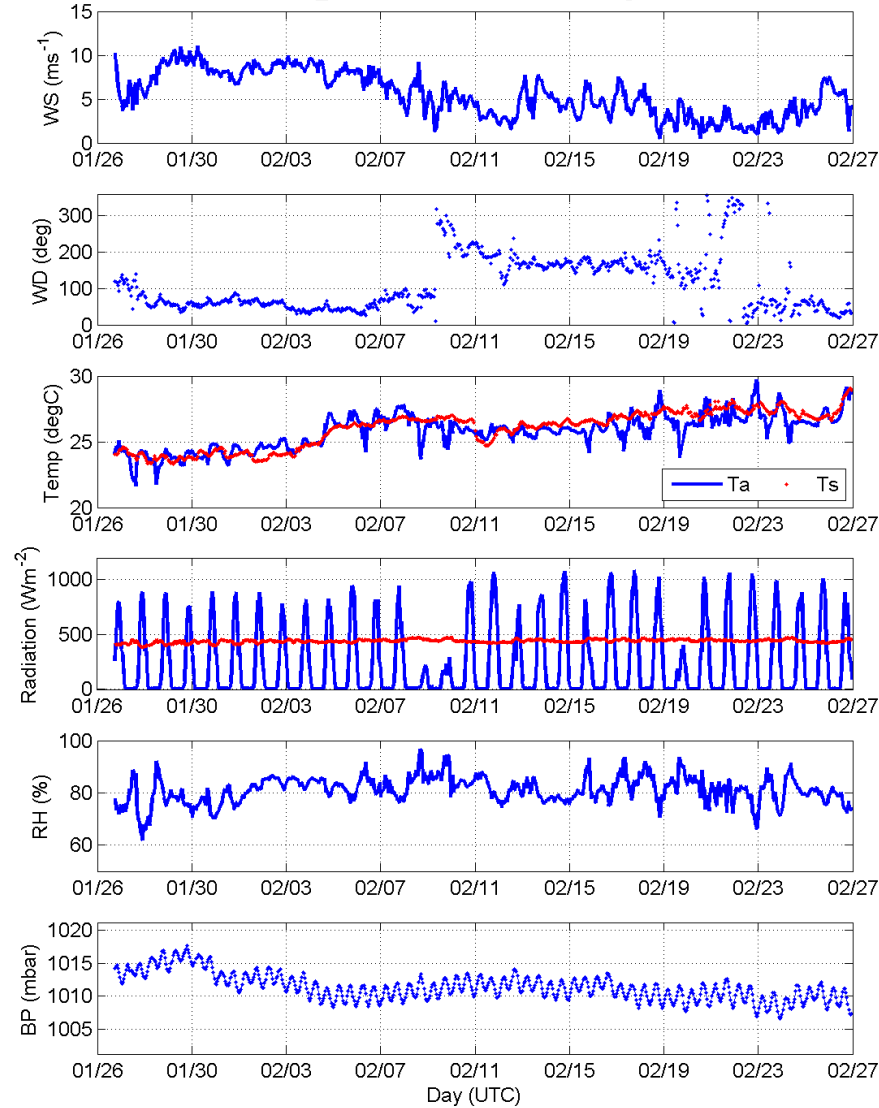 15
10
5
0
WS (ms⁻¹)
01/26 01/30 02/03 02/07 02/11 02/15 02/19 02/23 02/27
300
200
100
0
WD (deg)
01/26 01/30 02/03 02/07 02/11 02/15 02/19 02/23 02/27
30
25
20
Temp (degC)
Ta Ts
01/26 01/30 02/03 02/07 02/11 02/15 02/19 02/23 02/27
1000
500
0
Radiation (Wm⁻²)
01/26 01/30 02/03 02/07 02/11 02/15 02/19 02/23 02/27
100
80
60
RH (%)
01/26 01/30 02/03 02/07 02/11 02/15 02/19 02/23 02/27
1020
1015
1010
1005
BP (mbar)
01/26 01/30 02/03 02/07 02/11 02/15 02/19 02/23 02/27
Day (UTC)